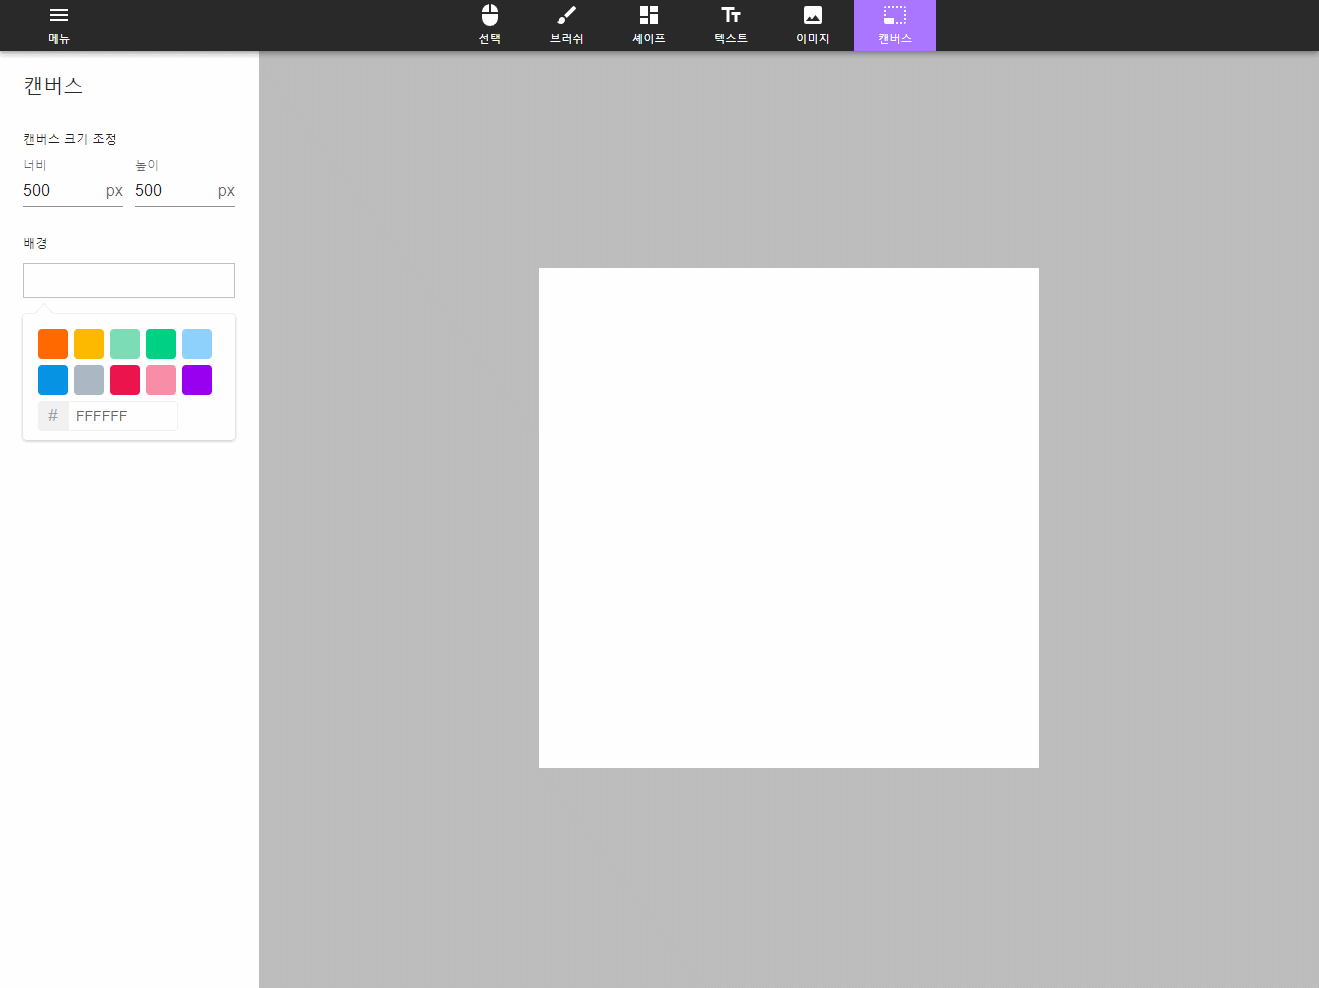 메뉴
선택
브러쉬
셰이프
텍스트
이미지
캔버스
캔버스
캔버스 크기 조정
너비 높이
500 px 500 px
배경
# FFFFFF